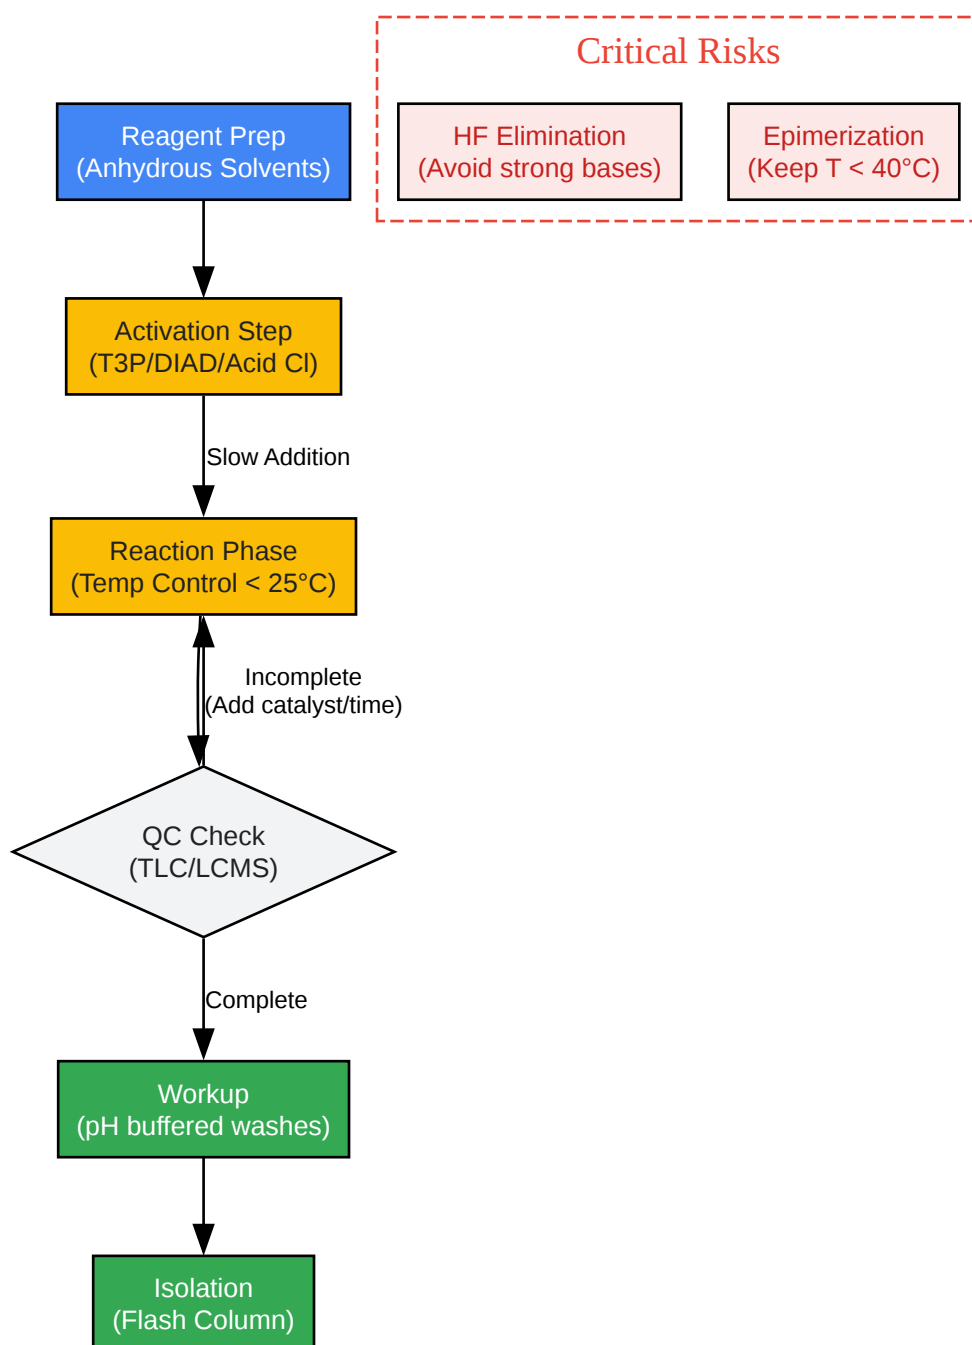 Critical Risks
Reagent Prep
(Anhydrous Solvents)
HF Elimination
(Avoid strong bases)
Epimerization
(Keep T < 40°C)
Activation Step
(T3P/DIAD/Acid Cl)
Slow Addition
Reaction Phase
(Temp Control < 25°C)
Incomplete
(Add catalyst/time)
QC Check
(TLC/LCMS)
Complete
Workup
(pH buffered washes)
Isolation
(Flash Column)